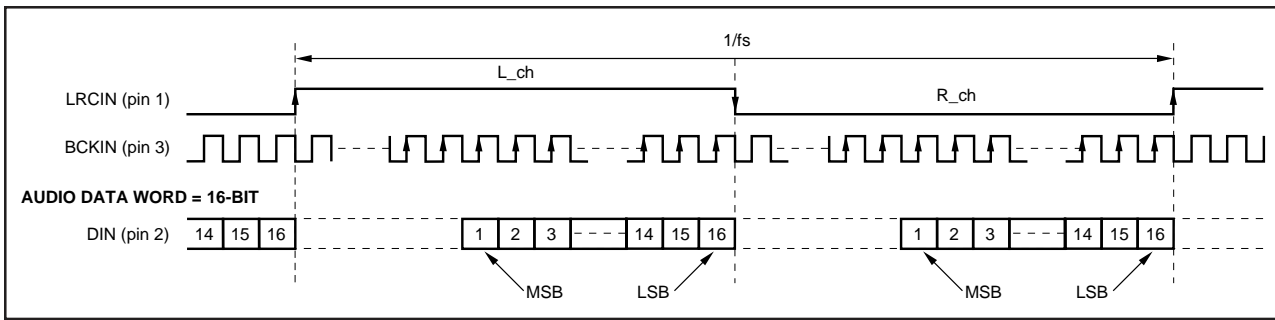 1/fs
L_ch
R_ch
LRCIN (pin 1)
BCKIN (pin 3)
AUDIO DATA WORD = 16-BIT
DIN (pin 2) 14 15 16 1 2 3 14 15 16 1 2 3 14 15 16
MSB LSB MSB LSB